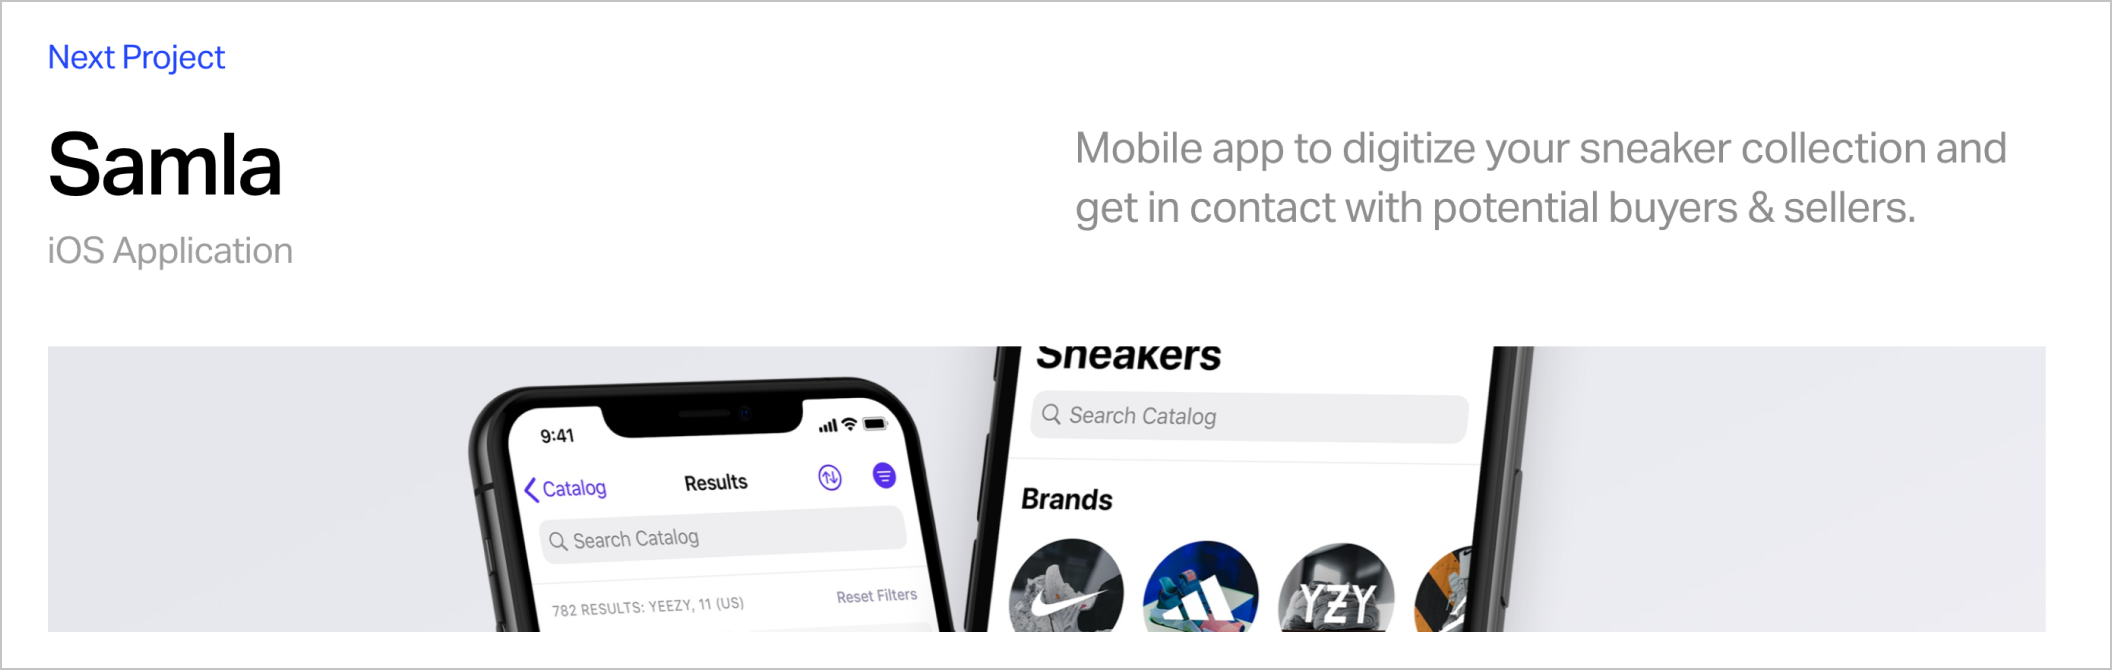 Next Project
Samla
iOS Application
Mobile app to digitize your sneaker collection and
get in contact with potential buyers & sellers.
9:41
Catalog
Results
Search Catalog
782 RESULTS: YEEZY, 11 (US)
Reset Filters
Sneakers
Search Catalog
Brands
YZY